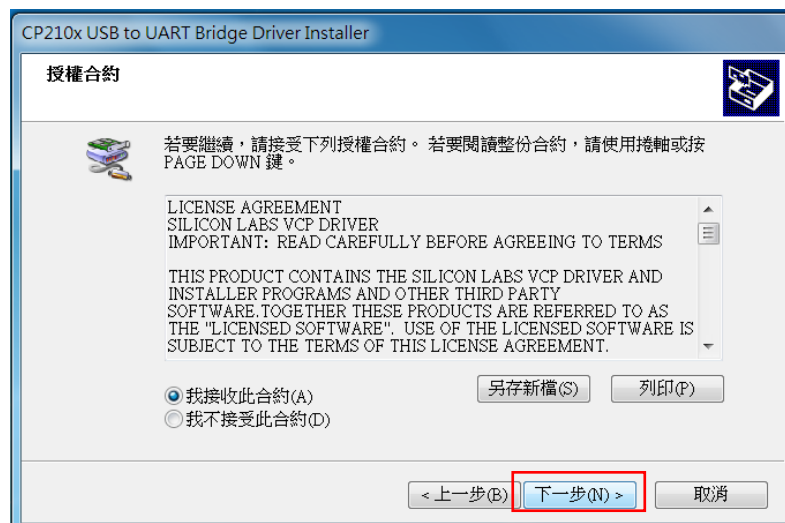 CP210x USB to UART Bridge Driver Installer
授權合約
若要繼續，請接受下列授權合約。 若要閱讀整份合約，請使用捲軸或按
PAGE DOWN 鍵。
LICENSE AGREEMENT
SILICON LABS VCP DRIVER
IMPORTANT: READ CAREFULLY BEFORE AGREEING TO TERMS
THIS PRODUCT CONTAINS THE SILICON LABS VCP DRIVER AND
INSTALLER PROGRAMS AND OTHER THIRD PARTY
SOFTWARE.TOGETHER THESE PRODUCTS ARE REFERRED TO AS
THE "LICENSED SOFTWARE". USE OF THE LICENSED SOFTWARE IS
SUBJECT TO THE TERMS OF THIS LICENSE AGREEMENT.
我接收此合約(A)
另存新檔(S) 列印(P)
我不接受此合約(D)
< 上一步(B) 下一步(N) > 取消